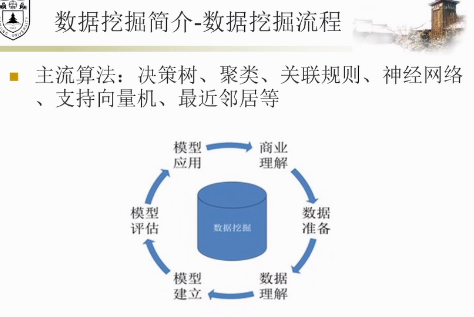 数据挖掘简介-数据挖掘流程
主流算法：决策树、聚类、关联规则、神经网络
、支持向量机、最近邻居等
模型
应用
商业
理解
数据
准备
数据
理解
模型
建立
模型
评估
数据挖掘